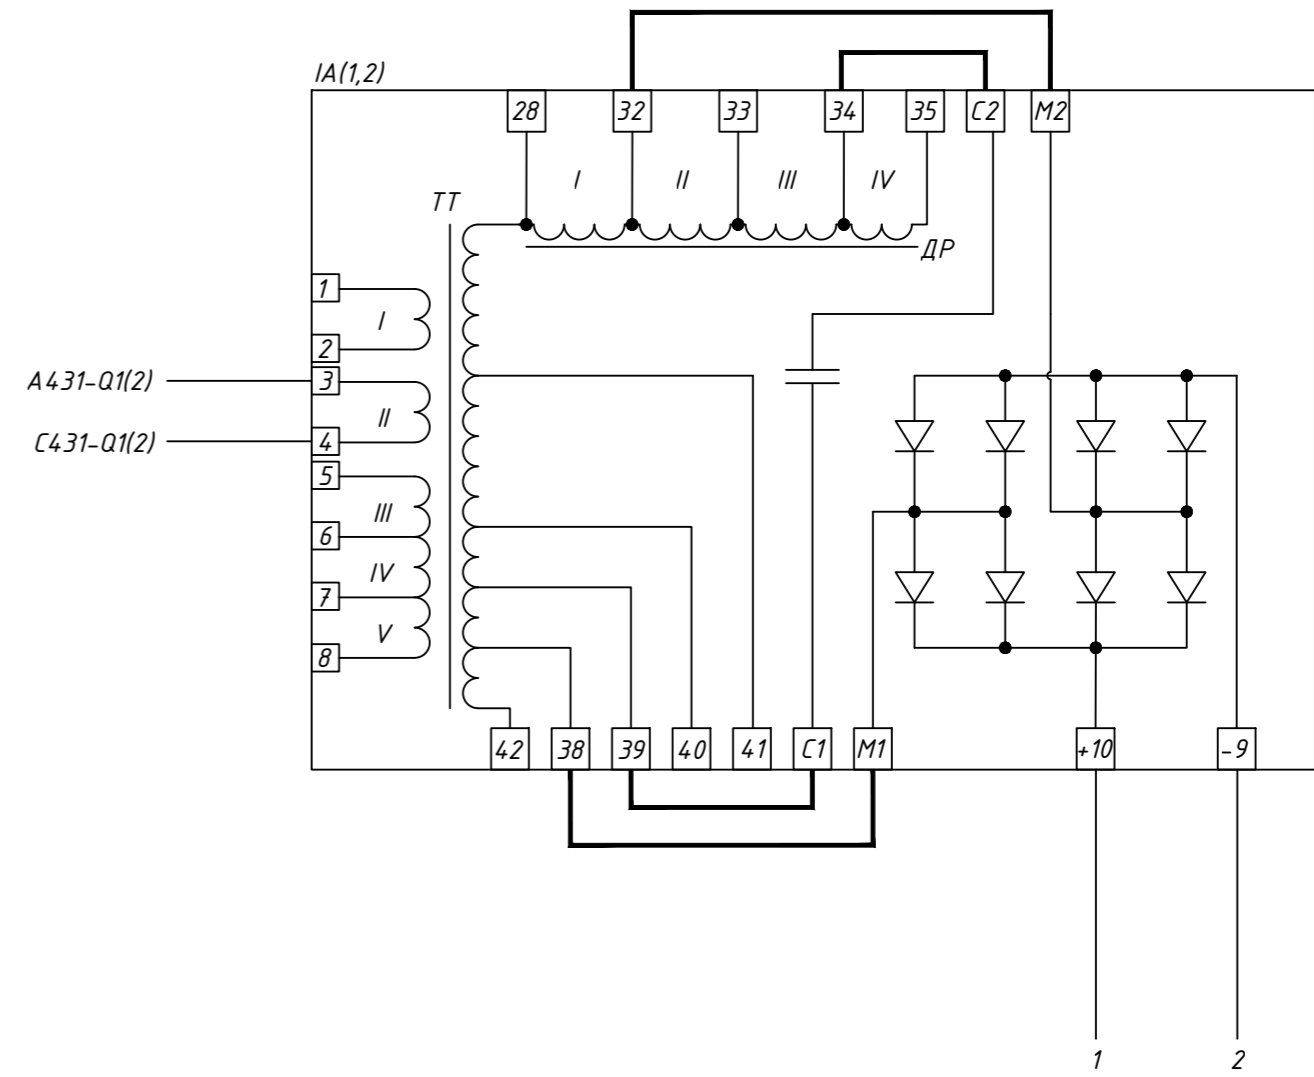 IA(1,2)
28 32 33 34 35 C2 M2
I II III IV
ТТ
ДР
1
I
2
A431-Q1(2) 3
II
C431-Q1(2) 4
5
III
6
IV
7
V
8
42 38 39 40 41 C1 M1 +10 -9
1 2